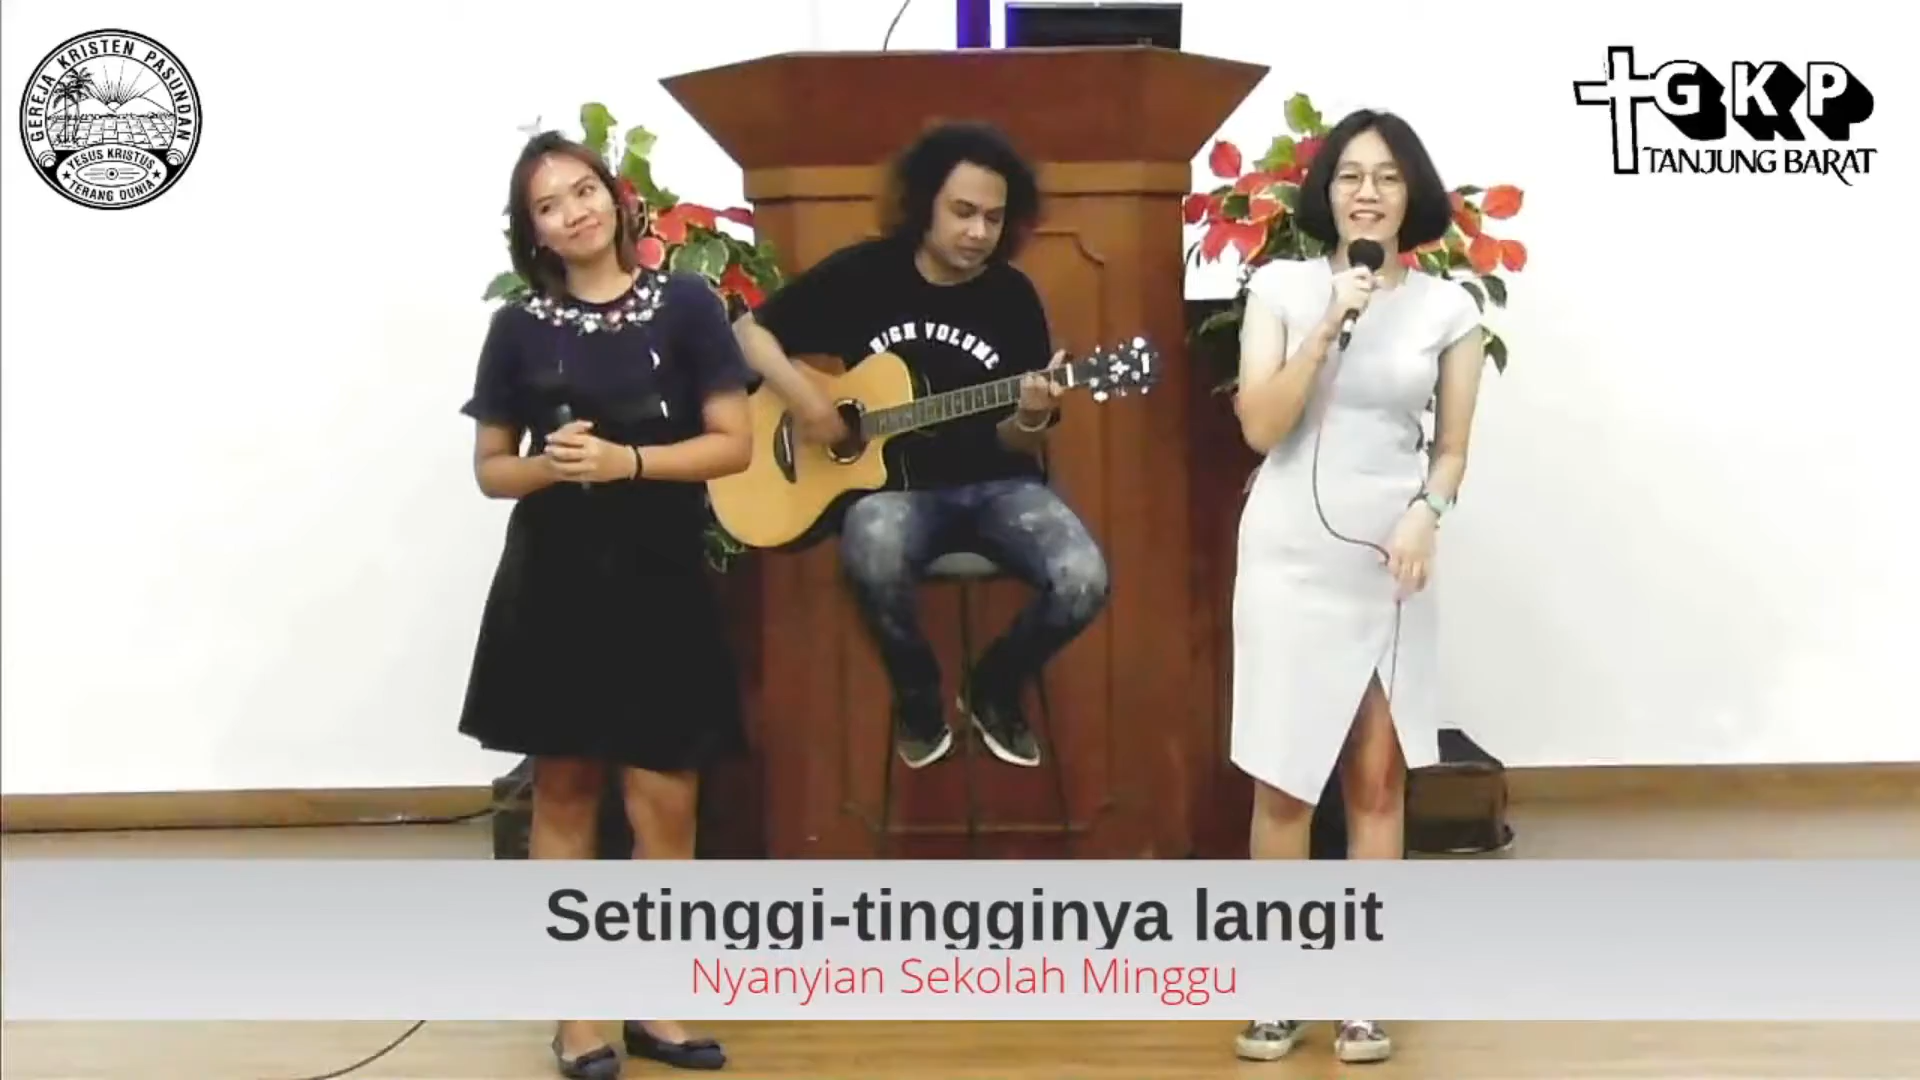 GEREJA KRISTEN PASUNDAN
YESUS KRISTUS
TERANG DUNIA
GKP
TANJUNG BARAT
HIGH VOLUME
Setinggi-tingginya langit
Nyanyian Sekolah Minggu